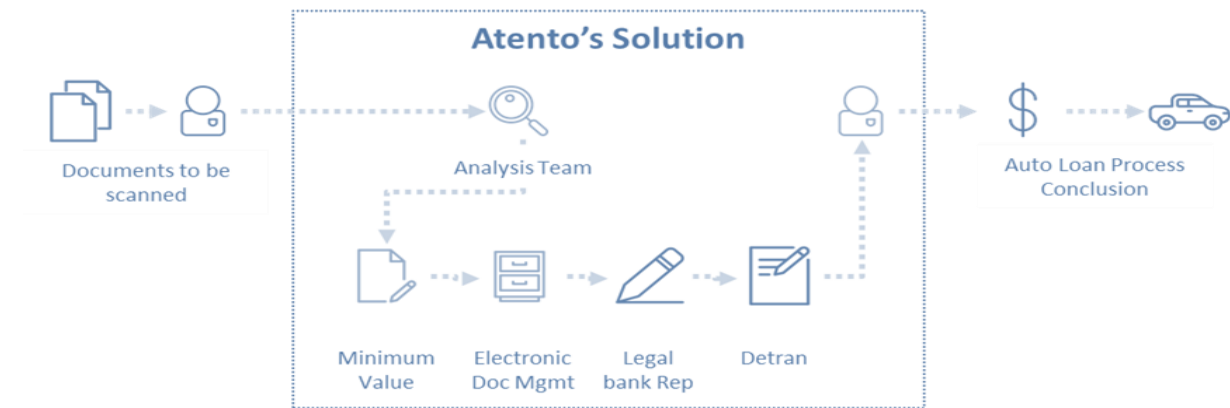 Atento's Solution
Documents to be
scanned
Analysis Team
Auto Loan Process
Conclusion
Minimum
Value
Electronic
Doc Mgmt
Legal
bank Rep
Detran